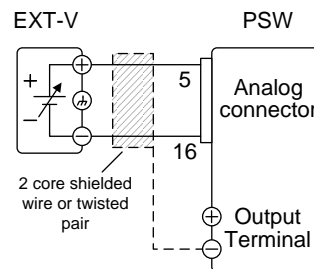 EXT-V
PSW
5
Analog
connector
16
2 core shielded
wire or twisted
pair
Output
Terminal